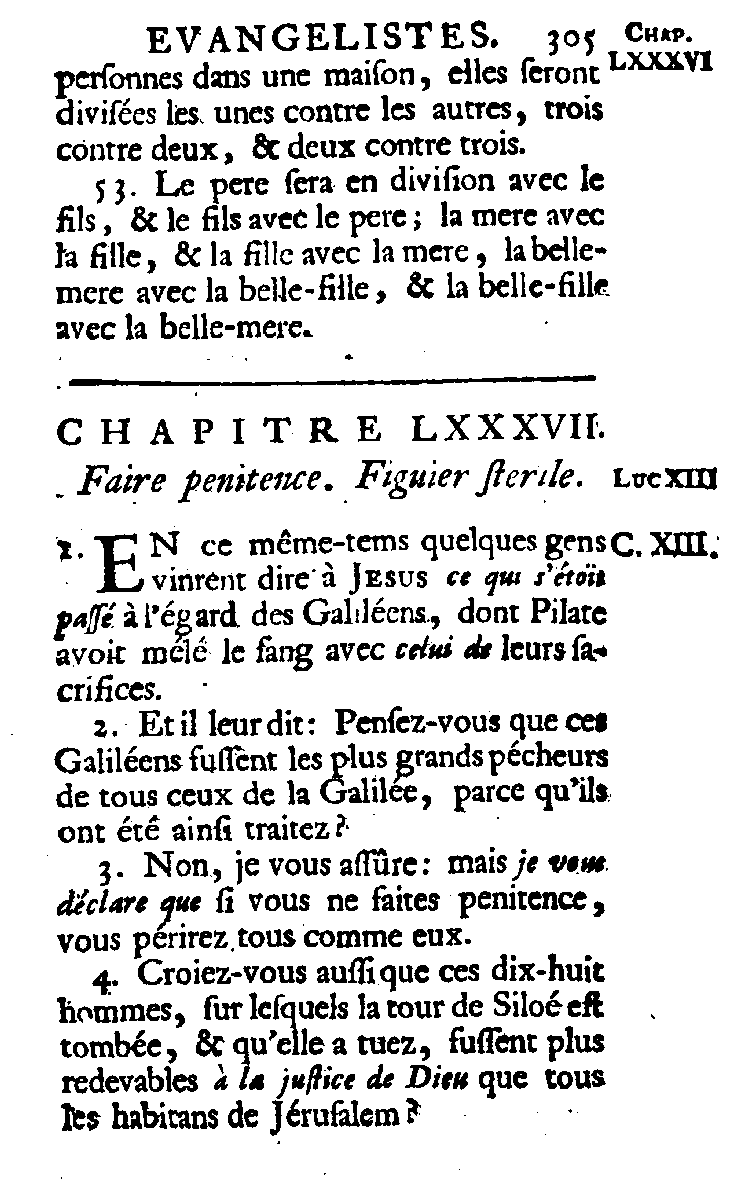 EVANGELISTES. 305 CHAP. LXXXVI
personnes dans une maison, elles seront
divisées les unes contre les autres, trois
contre deux, & deux contre trois.
53. Le pere sera en division avec le
fils, & le fils avec le pere; la mere avec
la fille, & la fille avec la mere, la belle-
mere avec la belle-fille, & la belle-fille
avec la belle-mere.
CHAPITRE LXXXVII.
Faire penitence. Figuier sterile. Luc XIII
1. EN ce même-tems quelques gens C. XIII.
vinrent dire à JESUS ce qui s'étoit
passé à l'égard des Galiléens, dont Pilate
avoit mêlé le sang avec celui de leurs sa-
crifices.
2. Et il leur dit: Pensez-vous que ces
Galiléens fussent les plus grands pécheurs
de tous ceux de la Galilée, parce qu'ils
ont été ainsi traitez?
3. Non, je vous assûre: mais je vous
déclare que si vous ne faites penitence,
vous périrez tous comme eux.
4. Croiez-vous aussi que ces dix-huit
hommes, sur lesquels la tour de Siloé est
tombée, & qu'elle a tuez, fussent plus
redevables à la justice de Dieu que tous
les habitans de Jérusalem?